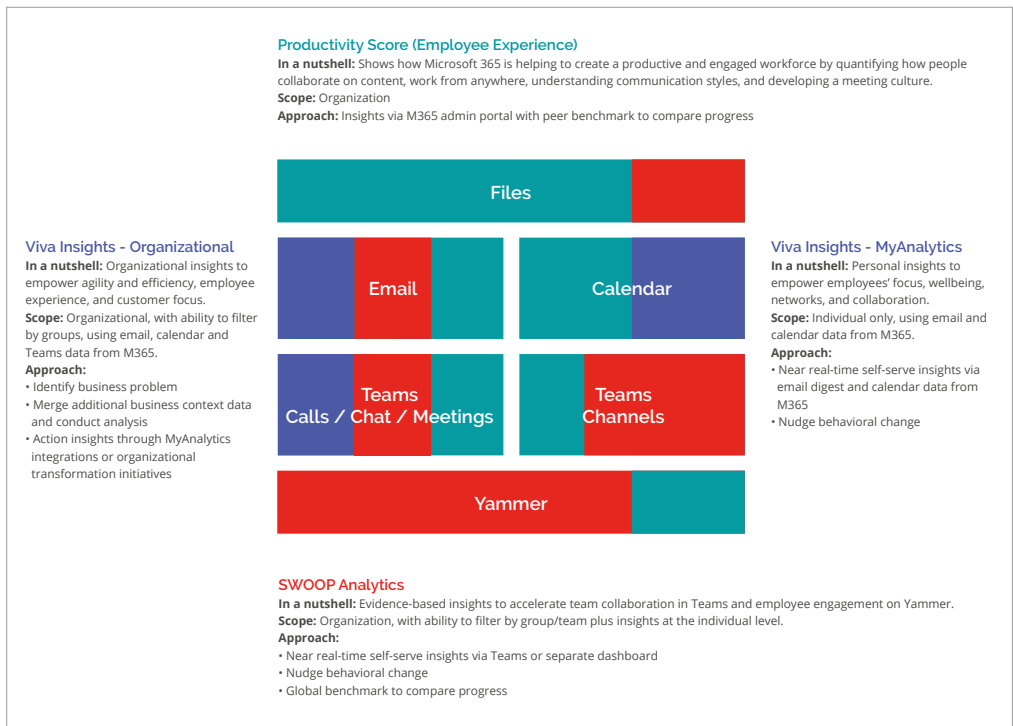 Productivity Score (Employee Experience)
In a nutshell: Shows how Microsoft 365 is helping to create a productive and engaged workforce by quantifying how people
collaborate on content, work from anywhere, understanding communication styles, and developing a meeting culture.
Scope: Organization
Approach: Insights via M365 admin portal with peer benchmark to compare progress
Files
Viva Insights - Organizational
In a nutshell: Organizational insights to
empower agility and efficiency, employee
experience, and customer focus.
Scope: Organizational, with ability to filter
by groups, using email, calendar and
Teams data from M365.
Approach:
• Identify business problem
• Merge additional business context data
and conduct analysis
• Action insights through MyAnalytics
integrations or organizational
transformation initiatives
Email
Calendar
Teams
Calls / Chat / Meetings
Teams
Channels
Yammer
Viva Insights - MyAnalytics
In a nutshell: Personal insights to
empower employees' focus, wellbeing,
networks, and collaboration.
Scope: Individual only, using email and
calendar data from M365.
Approach:
• Near real-time self-serve insights via
email digest and calendar data from
M365
• Nudge behavioral change
SWOOP Analytics
In a nutshell: Evidence-based insights to accelerate team collaboration in Teams and employee engagement on Yammer.
Scope: Organization, with ability to filter by group/team plus insights at the individual level.
Approach:
• Near real-time self-serve insights via Teams or separate dashboard
• Nudge behavioral change
• Global benchmark to compare progress